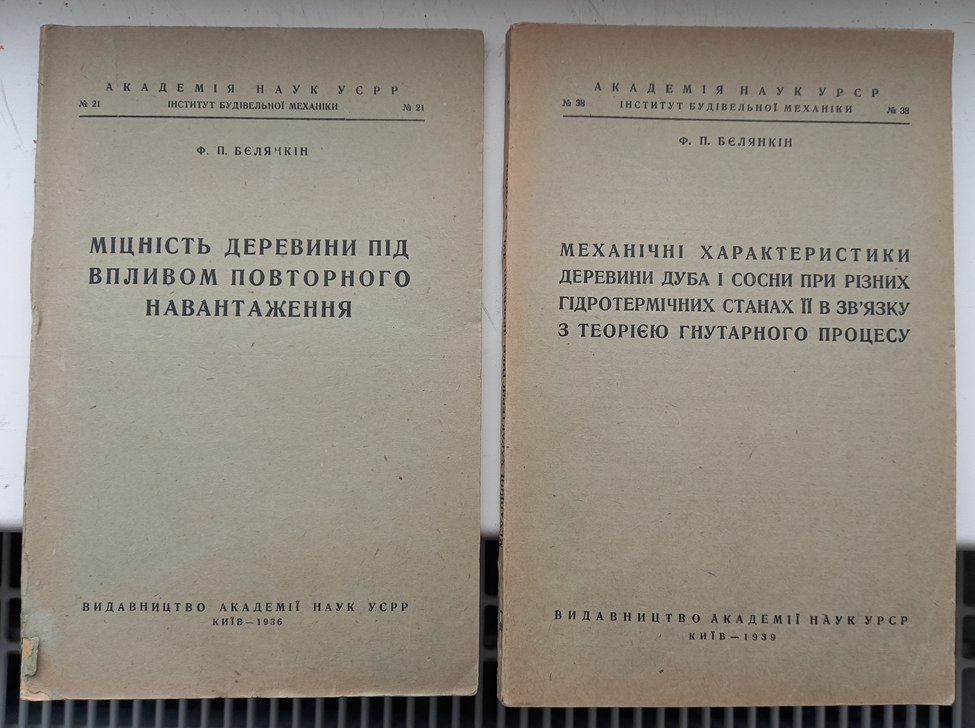 АКАДЕМІЯ НАУК УСРР
№ 21 ІНСТИТУТ БУДІВЕЛЬНОЇ МЕХАНІКИ № 21
Ф. П. БЄЛЯНКІН
МІЦНІСТЬ ДЕРЕВИНИ ПІД
ВПЛИВОМ ПОВТОРНОГО
НАВАНТАЖЕННЯ
ВИДАВНИЦТВО АКАДЕМІЇ НАУК УСРР
КИЇВ—1936
АКАДЕМІЯ НАУК УРСР
№ 38 ІНСТИТУТ БУДІВЕЛЬНОЇ МЕХАНІКИ № 38
Ф. П. БЄЛЯНКІН
МЕХАНІЧНІ ХАРАКТЕРИСТИКИ
ДЕРЕВИНИ ДУБА І СОСНИ ПРИ РІЗНИХ
ГІДРОТЕРМІЧНИХ СТАНАХ ЇЇ В ЗВ'ЯЗКУ
З ТЕОРІЄЮ ГНУТАРНОГО ПРОЦЕСУ
ВИДАВНИЦТВО АКАДЕМІЇ НАУК УРСР
КИЇВ—1939